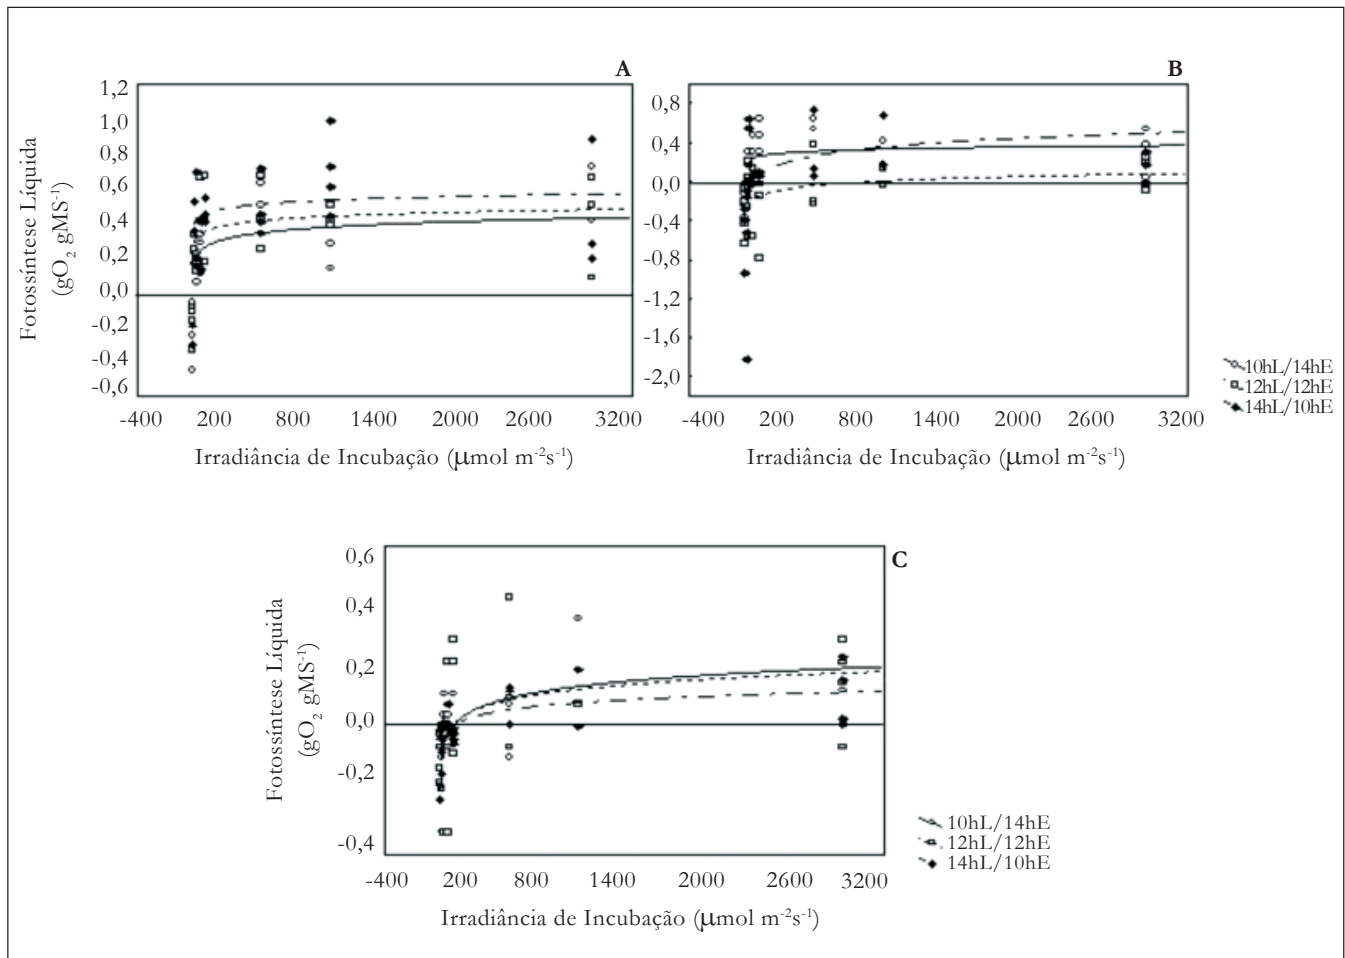 A
1,2
1,0
0,8
0,6
0,4
0,2
0,0
-0,2
-0,4
-0,6
Fotossíntese Líquida
(gO₂ gMS⁻¹)
-400 200 800 1400 2000 2600 3200
Irradiância de Incubação (μmol m⁻²s⁻¹)
B
0,8
0,4
0,0
-0,4
-0,8
-1,2
-1,6
-2,0
-400 200 800 1400 2000 2600 3200
Irradiância de Incubação (μmol m⁻²s⁻¹)
10hL/14hE
12hL/12hE
14hL/10hE
C
0,6
0,4
0,2
0,0
-0,2
-0,4
Fotossíntese Líquida
(gO₂ gMS⁻¹)
-400 200 800 1400 2000 2600 3200
Irradiância de Incubação (μmol m⁻²s⁻¹)
10hL/14hE
12hL/12hE
14hL/10hE